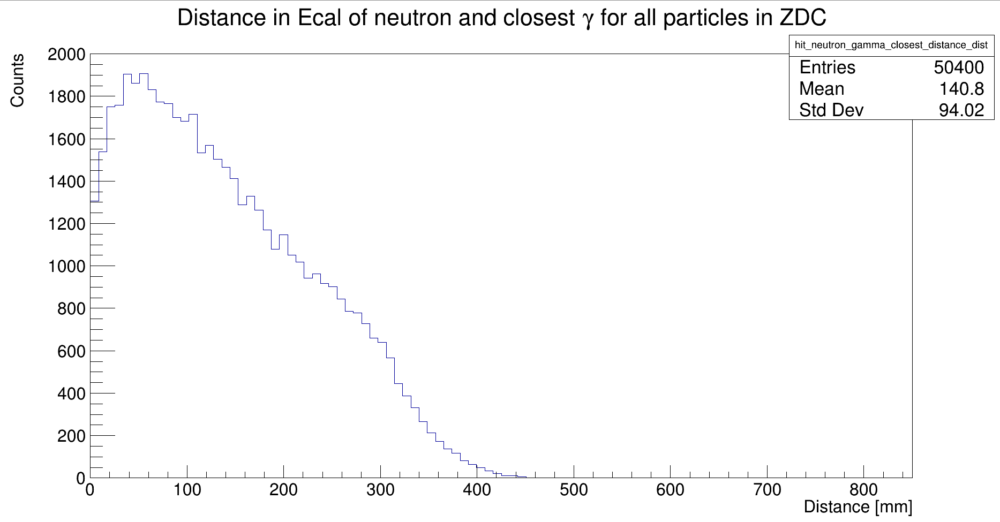 Distance in Ecal of neutron and closest γ for all particles in ZDC
hit_neutron_gamma_closest_distance_dist
Entries 50400
Mean 140.8
Std Dev 94.02
Counts
2000
1800
1600
1400
1200
1000
800
600
400
200
0
0 100 200 300 400 500 600 700 800
Distance [mm]